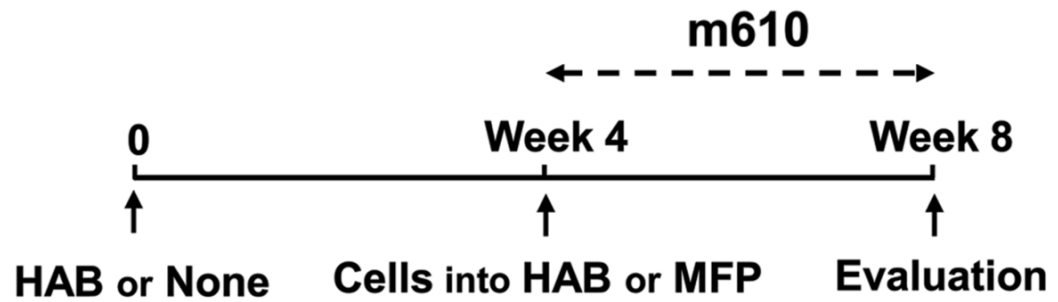 m610
0 Week 4 Week 8
HAB or None Cells into HAB or MFP Evaluation